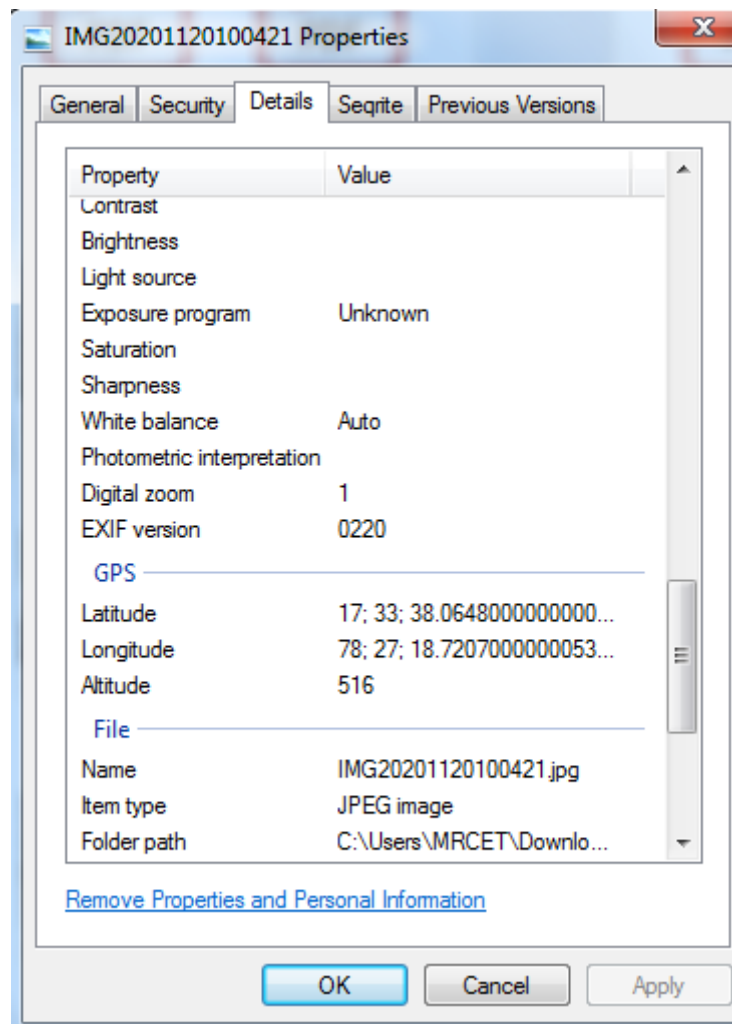 IMG20201120100421 Properties
General Security Details Seqrite Previous Versions
Property Value
Contrast
Brightness
Light source
Exposure program Unknown
Saturation
Sharpness
White balance Auto
Photometric interpretation
Digital zoom 1
EXIF version 0220
GPS
Latitude 17; 33; 38.0648000000000...
Longitude 78; 27; 18.7207000000053...
Altitude 516
File
Name IMG20201120100421.jpg
Item type JPEG image
Folder path C:\Users\MRCET\Downlo...
Remove Properties and Personal Information
OK Cancel Apply